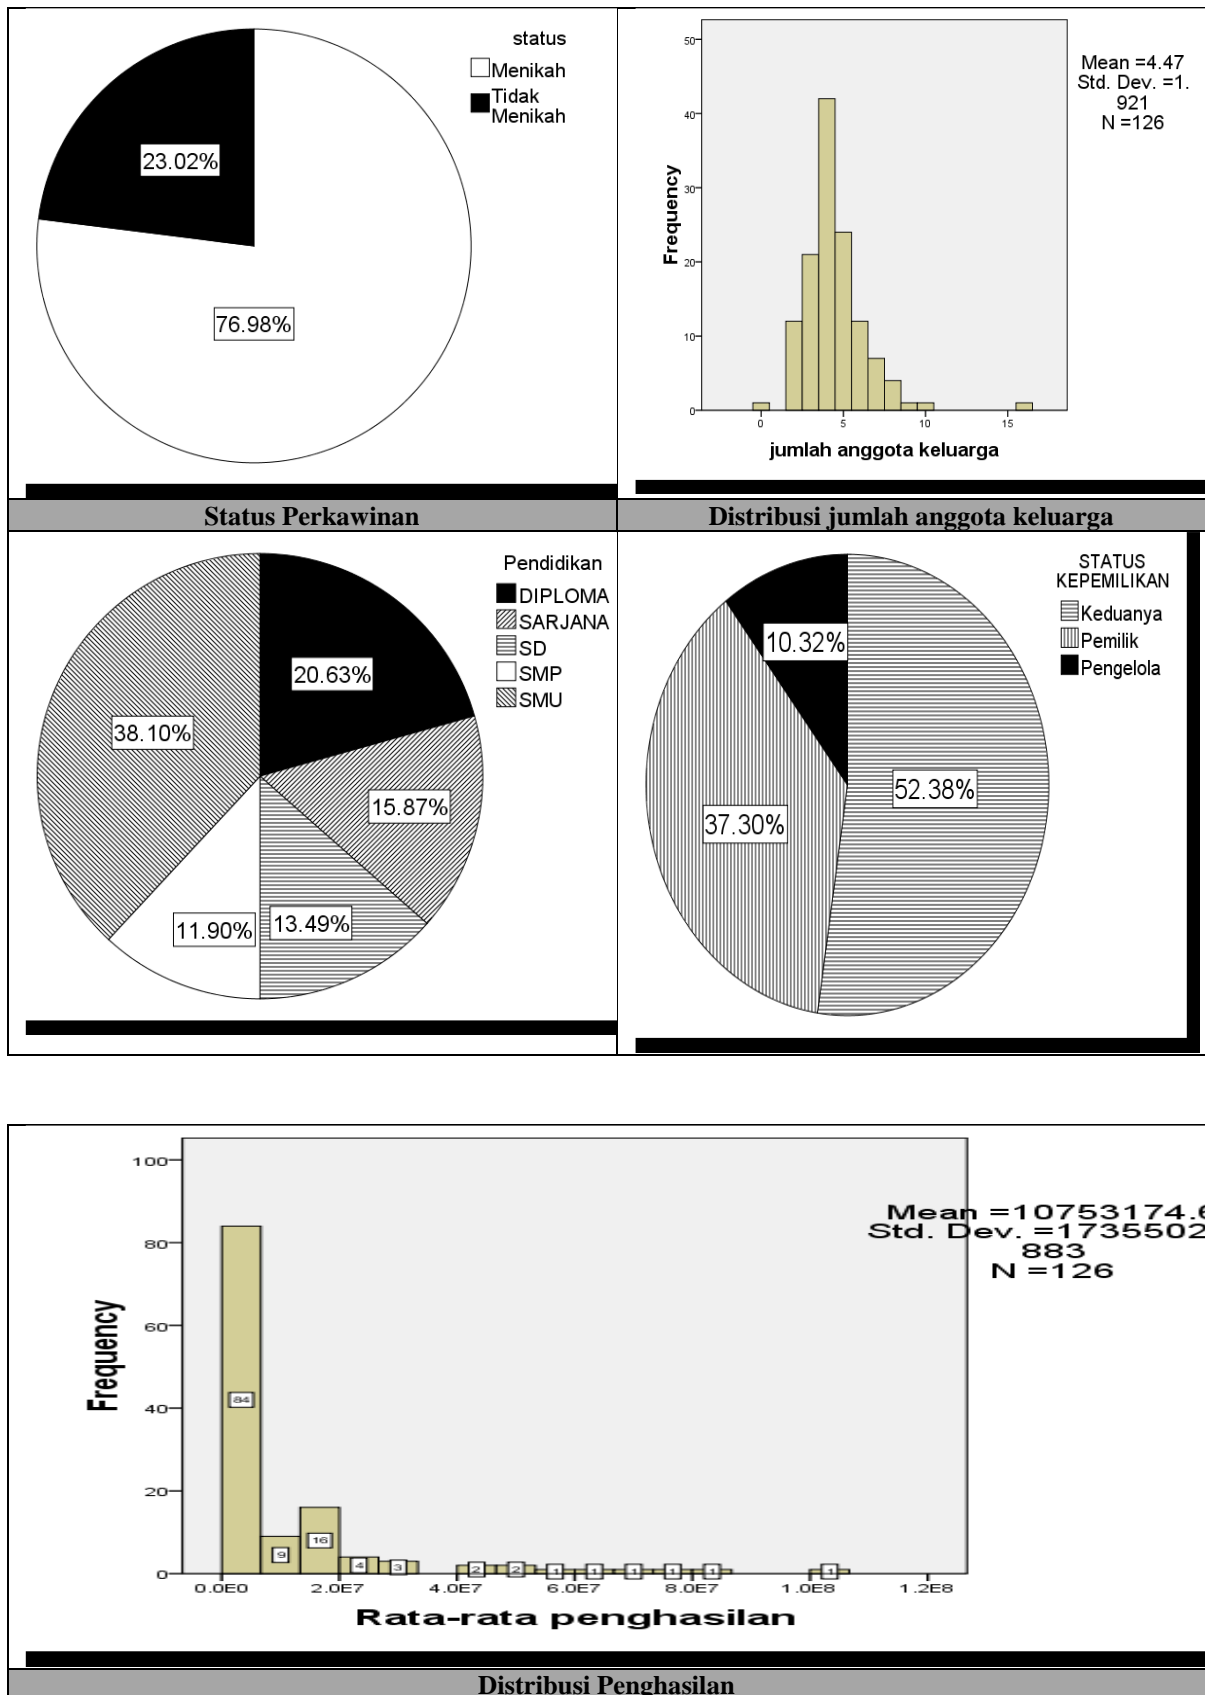 status
Menikah
Tidak
Menikah
23.02%
76.98%
50
40
30
20
10
0
Frequency
0 5 10 15
jumlah anggota keluarga
Mean =4.47
Std. Dev. =1.
921
N =126
Status Perkawinan
Distribusi jumlah anggota keluarga
Pendidikan
DIPLOMA
SARJANA
SD
SMP
SMU
20.63%
38.10%
15.87%
11.90%
13.49%
STATUS
KEPEMILIKAN
Keduanya
Pemilik
Pengelola
10.32%
52.38%
37.30%
100
80
60
40
20
0
Frequency
84
9
16
4
3
2
2
1
1
1
1
1
1
0.0E0 2.0E7 4.0E7 6.0E7 8.0E7 1.0E8 1.2E8
Rata-rata penghasilan
Mean =10753174.6
Std. Dev. =1735502
883
N =126
Distribusi Penghasilan